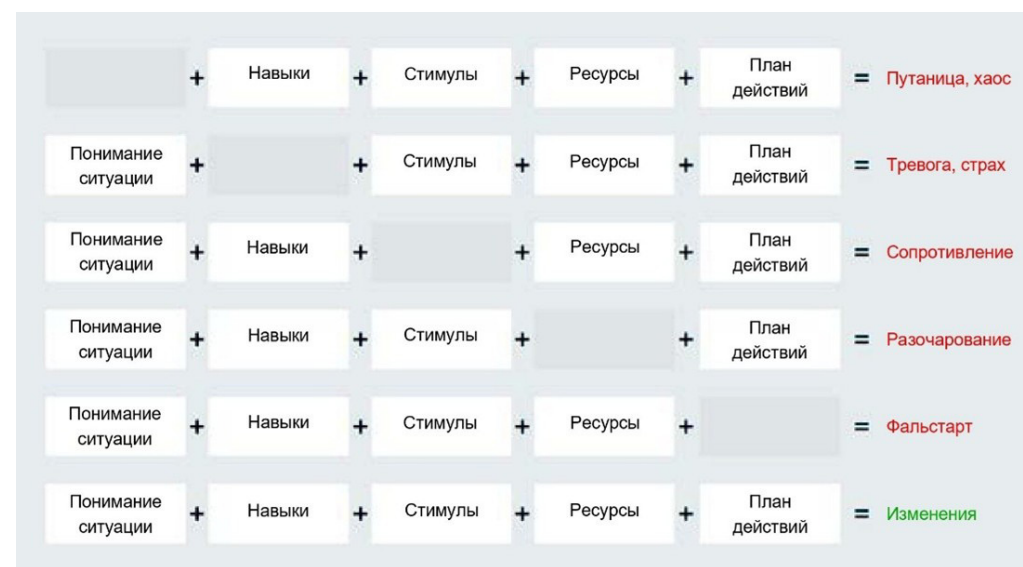 + Навыки + Стимулы + Ресурсы + План действий = Путаница, хаос
Понимание ситуации + + Стимулы + Ресурсы + План действий = Тревога, страх
Понимание ситуации + Навыки + + Ресурсы + План действий = Сопротивление
Понимание ситуации + Навыки + Стимулы + + План действий = Разочарование
Понимание ситуации + Навыки + Стимулы + Ресурсы + = Фальстарт
Понимание ситуации + Навыки + Стимулы + Ресурсы + План действий = Изменения